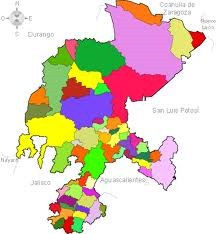 Coahuila de
Zaragoza
Nuevo
León
Durango
San Luis Potosí
Nayarit
Jalisco
Aguascalientes